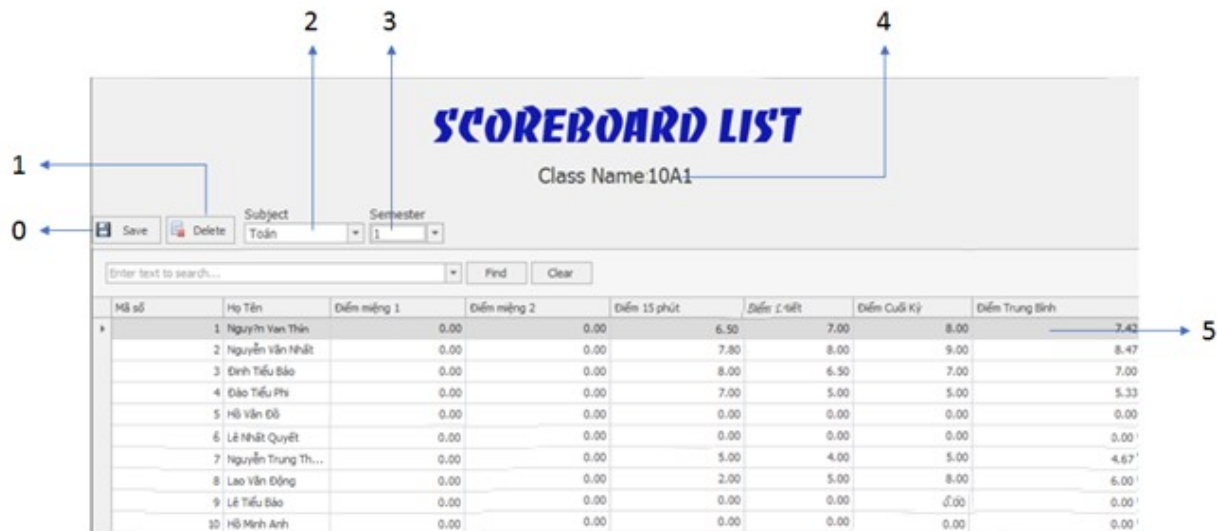 2 3 4
SCOREBOARD LIST
1
Class Name:10A1
Subject Semester
0 Save Delete Toán 1
Enter text to search... Find Clear
Mã số Họ Tên Điểm miệng 1 Điểm miệng 2 Điểm 15 phút Điểm 1 tiết Điểm Cuối Kỳ Điểm Trung Bình
1 Nguy?n Van Thìn 0.00 0.00 6.50 7.00 8.00 7.42 5
2 Nguyễn Văn Nhất 0.00 0.00 7.80 8.00 9.00 8.47
3 Đinh Tiểu Bảo 0.00 0.00 8.00 6.50 7.00 7.00
4 Đào Tiểu Phi 0.00 0.00 7.00 5.00 5.00 5.33
5 Hồ Văn Đồ 0.00 0.00 0.00 0.00 0.00 0.00
6 Lê Nhất Quyết 0.00 0.00 0.00 0.00 0.00 0.00
7 Nguyễn Trung Th... 0.00 0.00 5.00 4.00 5.00 4.67
8 Lao Văn Động 0.00 0.00 2.00 5.00 8.00 6.00
9 Lê Tiểu Bảo 0.00 0.00 0.00 0.00 0.00 0.00
10 Hồ Minh Anh 0.00 0.00 0.00 0.00 0.00 0.00